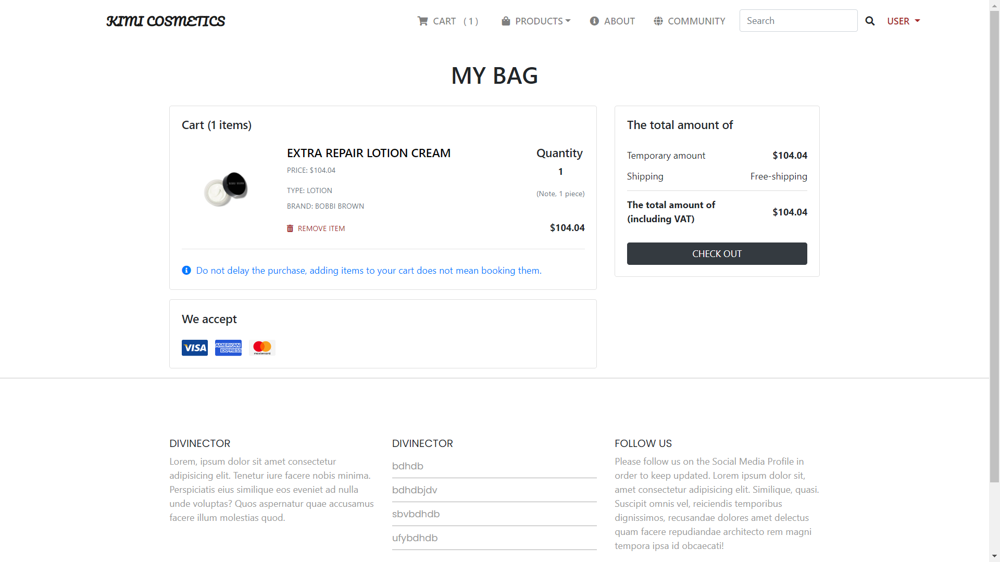 KIMI COSMETICS
CART (1)
PRODUCTS
ABOUT
COMMUNITY
Search
USER
MY BAG
Cart (1 items)
EXTRA REPAIR LOTION CREAM
PRICE: $104.04
TYPE: LOTION
BRAND: BOBBI BROWN
REMOVE ITEM
Quantity
1
(Note, 1 piece)
$104.04
Do not delay the purchase, adding items to your cart does not mean booking them.
The total amount of
Temporary amount $104.04
Shipping Free-shipping
The total amount of
(including VAT) $104.04
CHECK OUT
We accept
VISA
AMERICAN
EXPRESS
mastercard
DIVINECTOR
Lorem, ipsum dolor sit amet consectetur
adipisicing elit. Tenetur iure facere nobis minima.
Perspiciatis eius similique eos eveniet ad nulla
unde voluptas? Quos aspernatur quae accusamus
facere illum molestias quod.
DIVINECTOR
bdhdb
bdhdbjdv
sbvbdhdb
ufybdhdb
FOLLOW US
Please follow us on the Social Media Profile in
order to keep updated. Lorem ipsum dolor sit,
amet consectetur adipisicing elit. Similique, quasi.
Suscipit omnis vel, reiciendis temporibus
dignissimos, recusandae dolores amet delectus
quam facere repudiandae architecto rem magni
tempora ipsa id obcaecati!